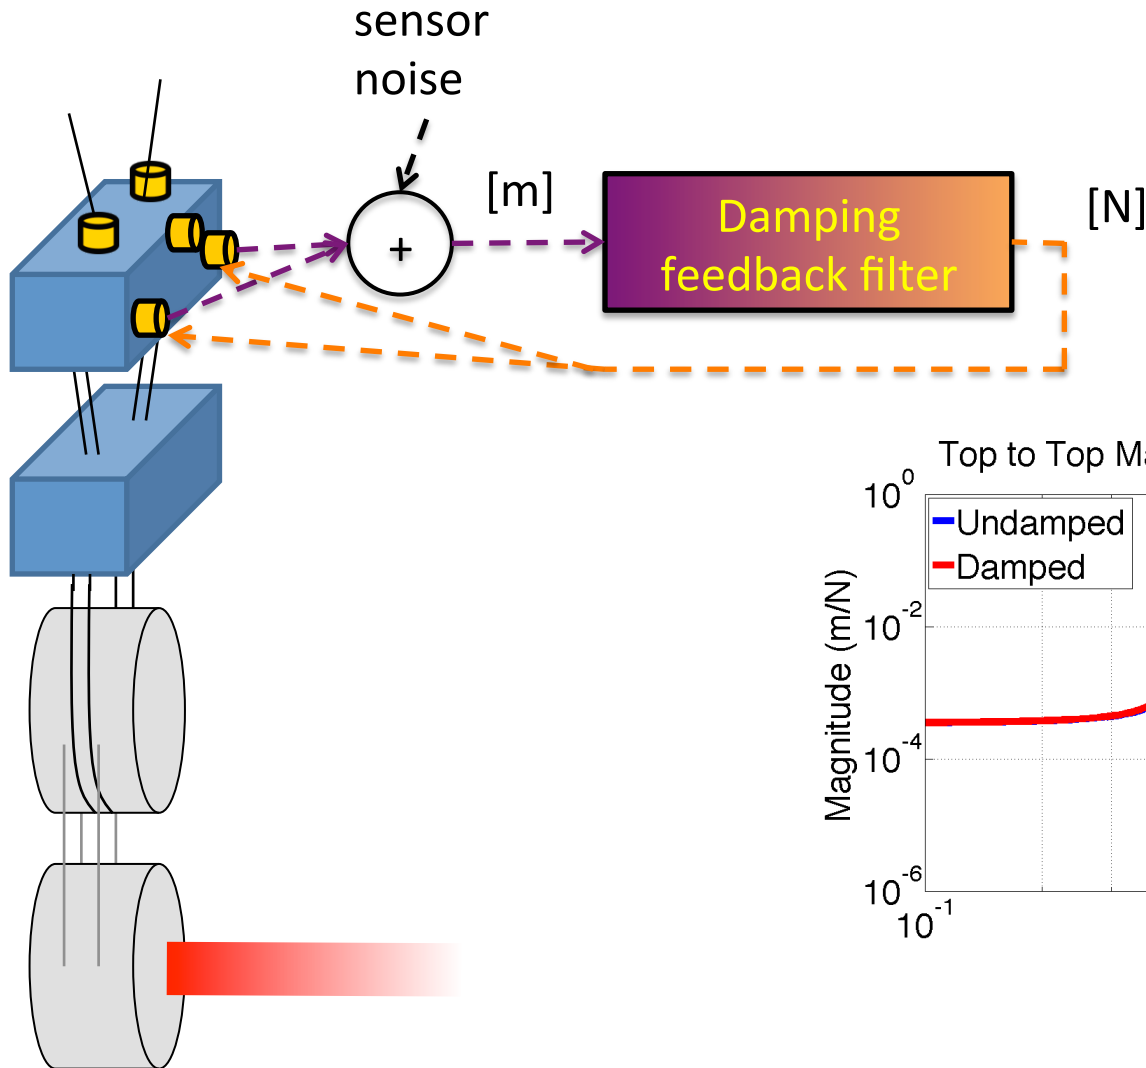 sensor
noise
[m]
+
Damping
feedback filter
[N]
Top to Top Ma
Undamped
Damped
Magnitude (m/N)
10^0
10^-2
10^-4
10^-6
10^-1